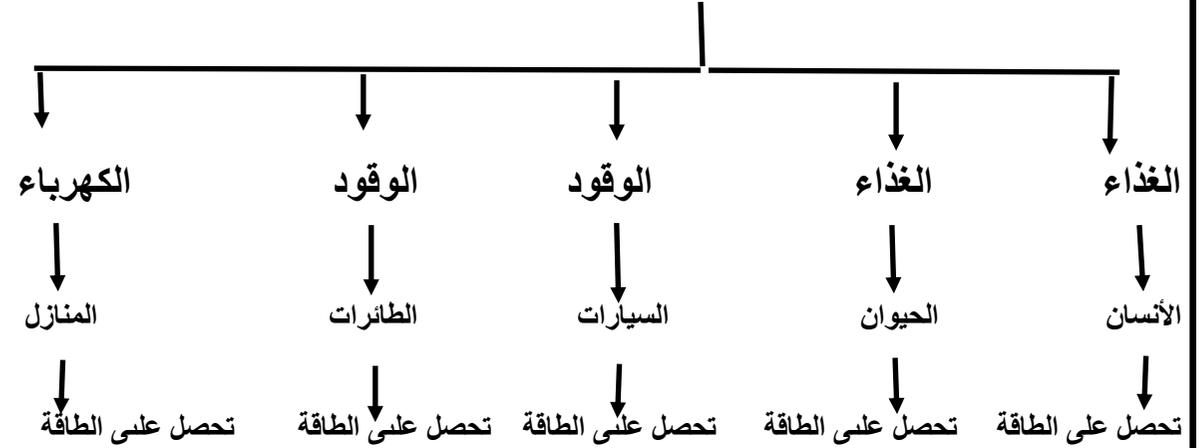 الغذاء الغذاء الوقود الوقود الكهرباء
الأنسان الحيوان السيارات الطائرات المنازل
تحصل على الطاقة تحصل على الطاقة تحصل على الطاقة تحصل على الطاقة تحصل على الطاقة